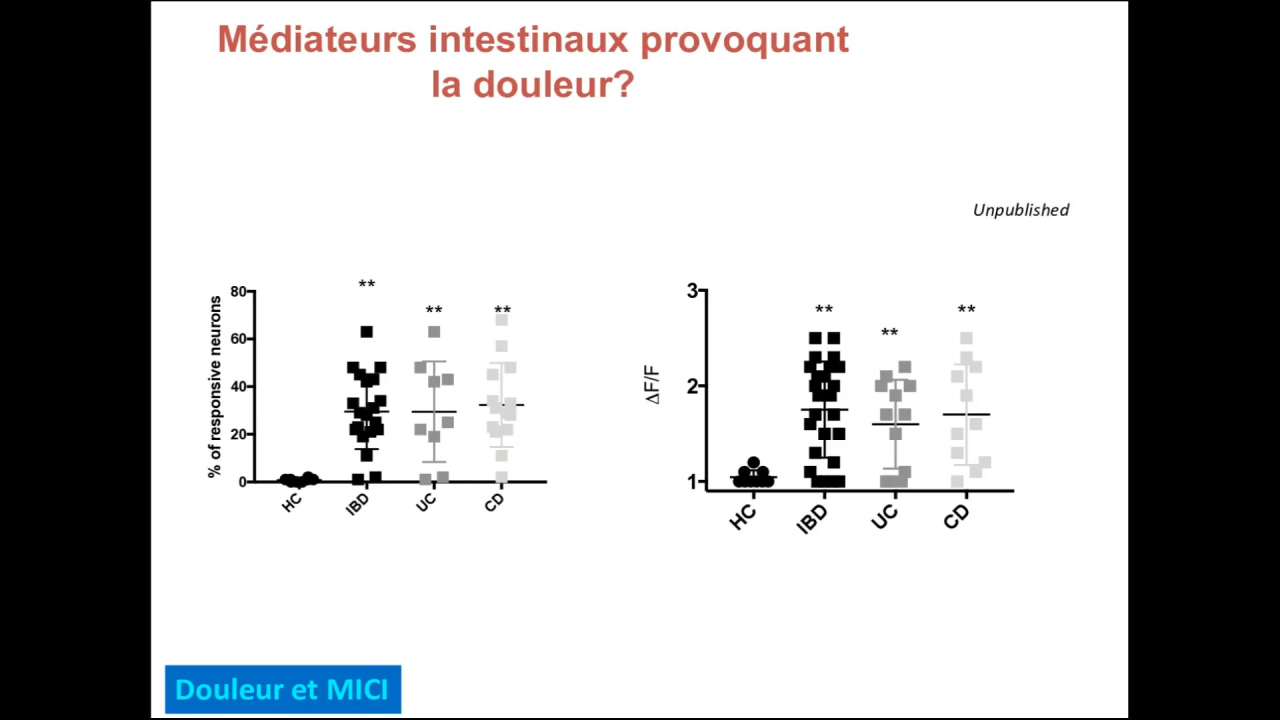 Médiateurs intestinaux provoquant
la douleur?
Unpublished
% of responsive neurons
80
60
40
20
0
**
**
**
HC
IBD
UC
CD
ΔF/F
3
2
1
**
**
**
HC
IBD
UC
CD
Douleur et MICI